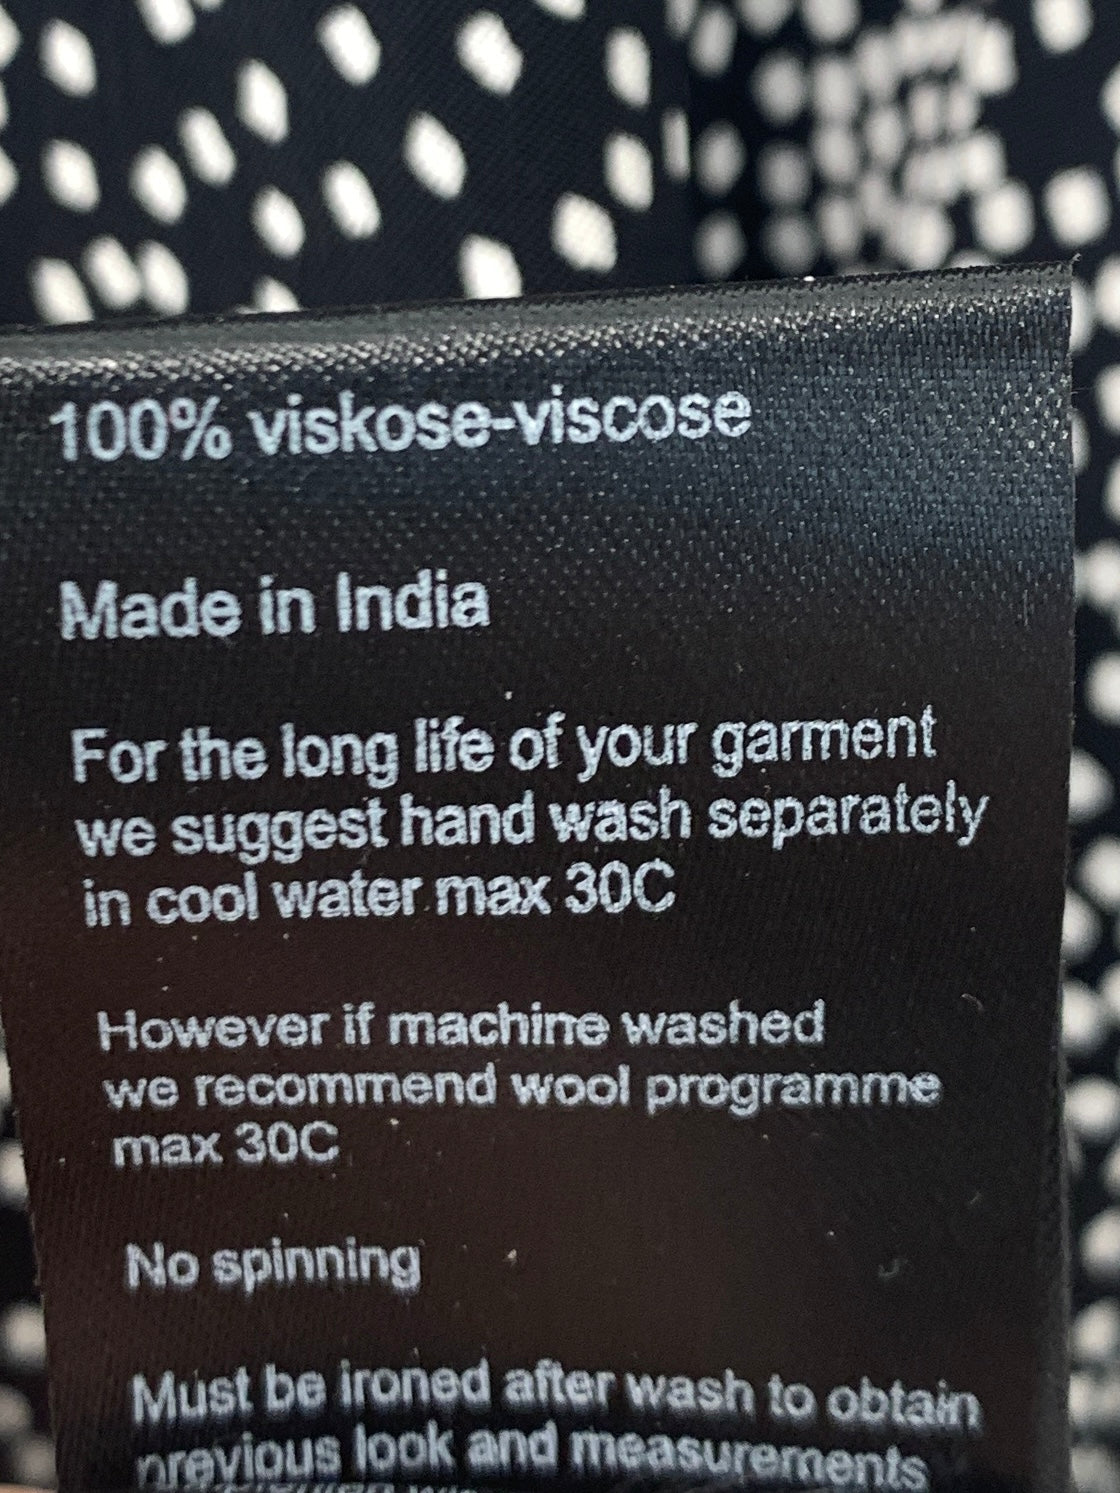 100% viskose-viscose
Made in India
For the long life of your garment
we suggest hand wash separately
in cool water max 30C
However if machine washed
we recommend wool programme
max 30C
No spinning
Must be ironed after wash to obtain
previous look and measurements